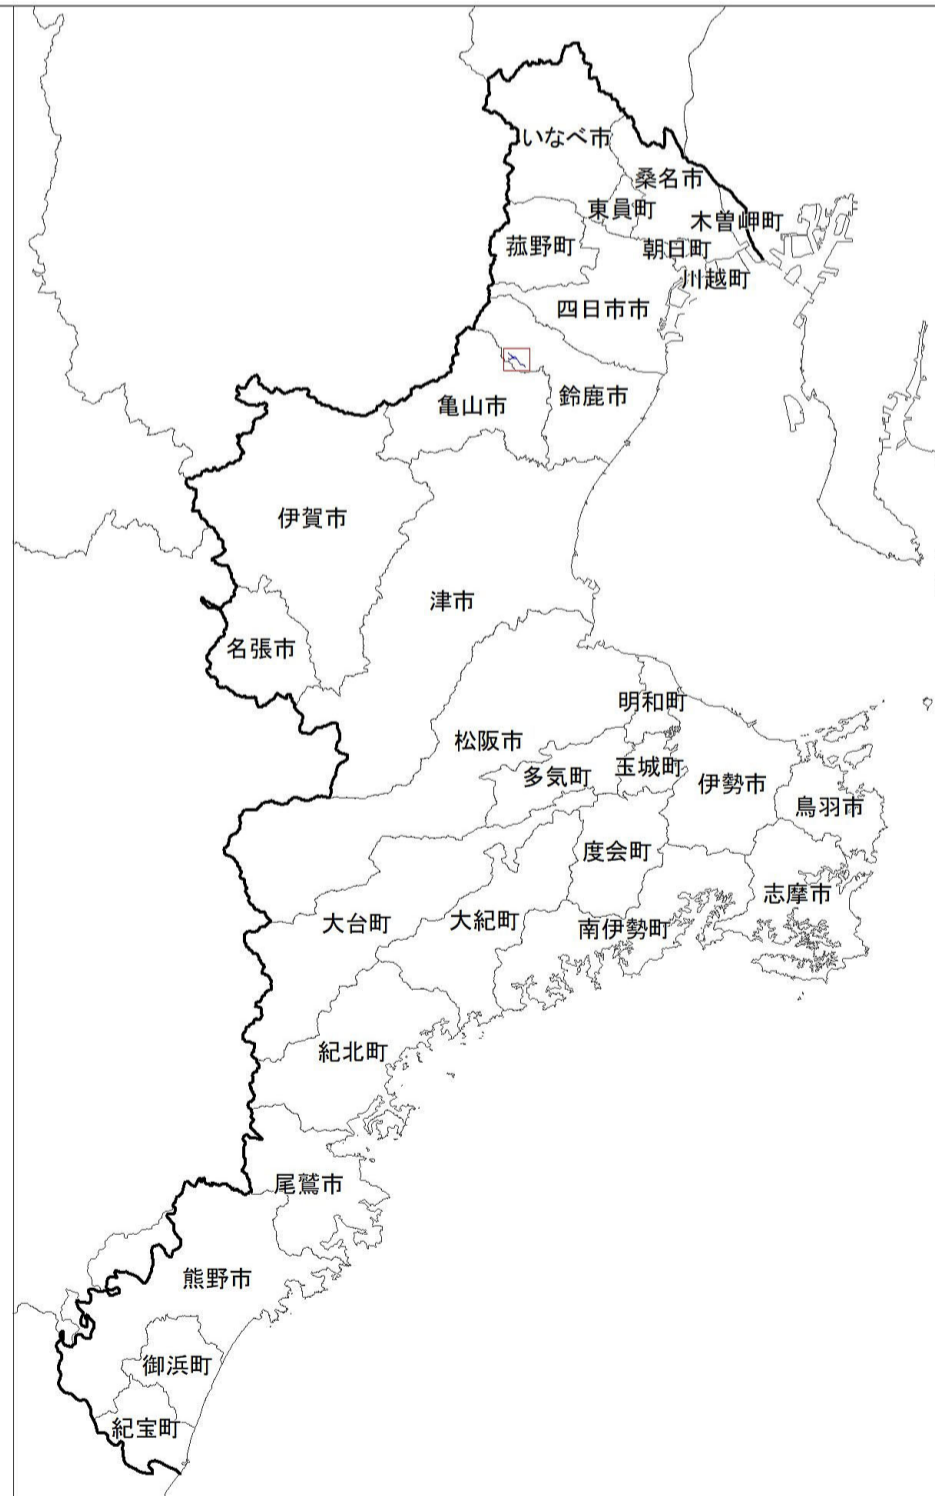 いなべ市
桑名市
東員町
木曽岬町
菰野町
朝日町
川越町
四日市市
亀山市
鈴鹿市
伊賀市
津市
名張市
明和町
松阪市
多気町
玉城町
伊勢市
鳥羽市
度会町
志摩市
大台町
大紀町
南伊勢町
紀北町
尾鷲市
熊野市
御浜町
紀宝町